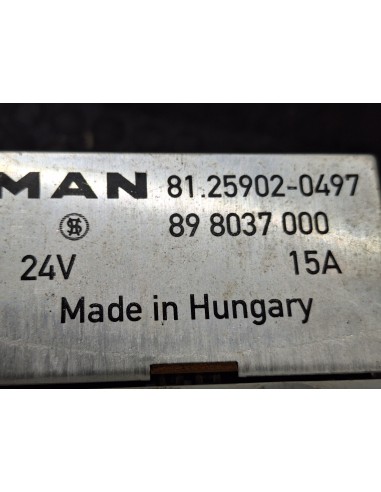 MAN 81.25902-0497
89 8037 000
24V 15A
Made in Hungary